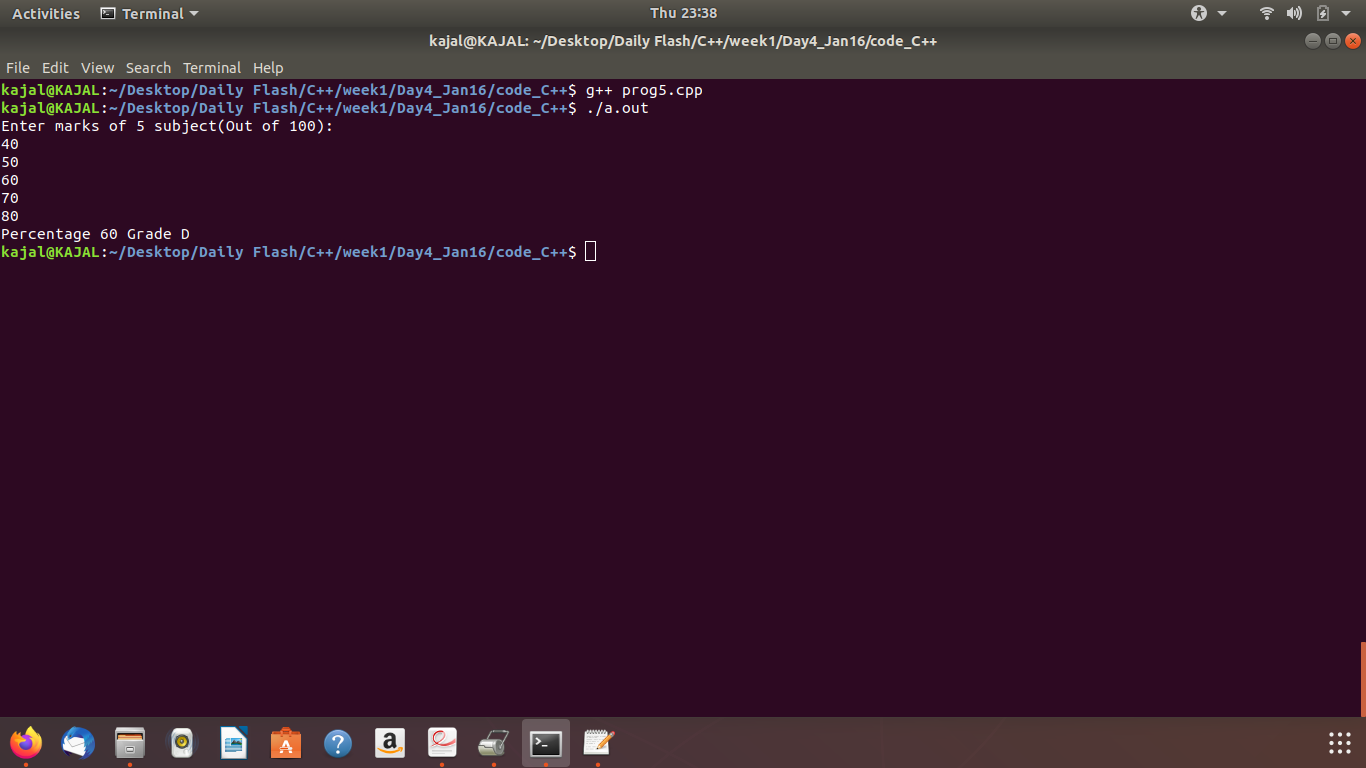 Activities Terminal Thu 23:38
kajal@KAJAL: ~/Desktop/Daily Flash/C++/week1/Day4_Jan16/code_C++
File Edit View Search Terminal Help
kajal@KAJAL:~/Desktop/Daily Flash/C++/week1/Day4_Jan16/code_C++$ g++ prog5.cpp
kajal@KAJAL:~/Desktop/Daily Flash/C++/week1/Day4_Jan16/code_C++$ ./a.out
Enter marks of 5 subject(Out of 100):
40
50
60
70
80
Percentage 60 Grade D
kajal@KAJAL:~/Desktop/Daily Flash/C++/week1/Day4_Jan16/code_C++$